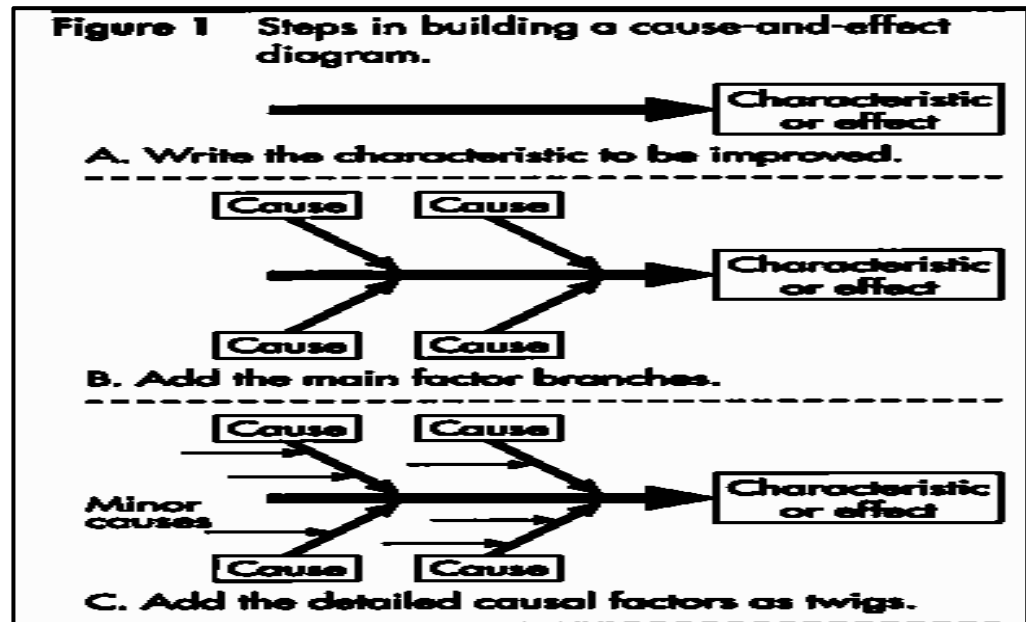 Figure 1 Steps in building a cause-and-effect
diagram.
Characteristic
or effect
A. Write the characteristic to be improved.
Cause Cause
Characteristic
or effect
Cause Cause
B. Add the main factor branches.
Cause Cause
Characteristic
or effect
Minor
causes
Cause Cause
C. Add the detailed causal factors as twigs.